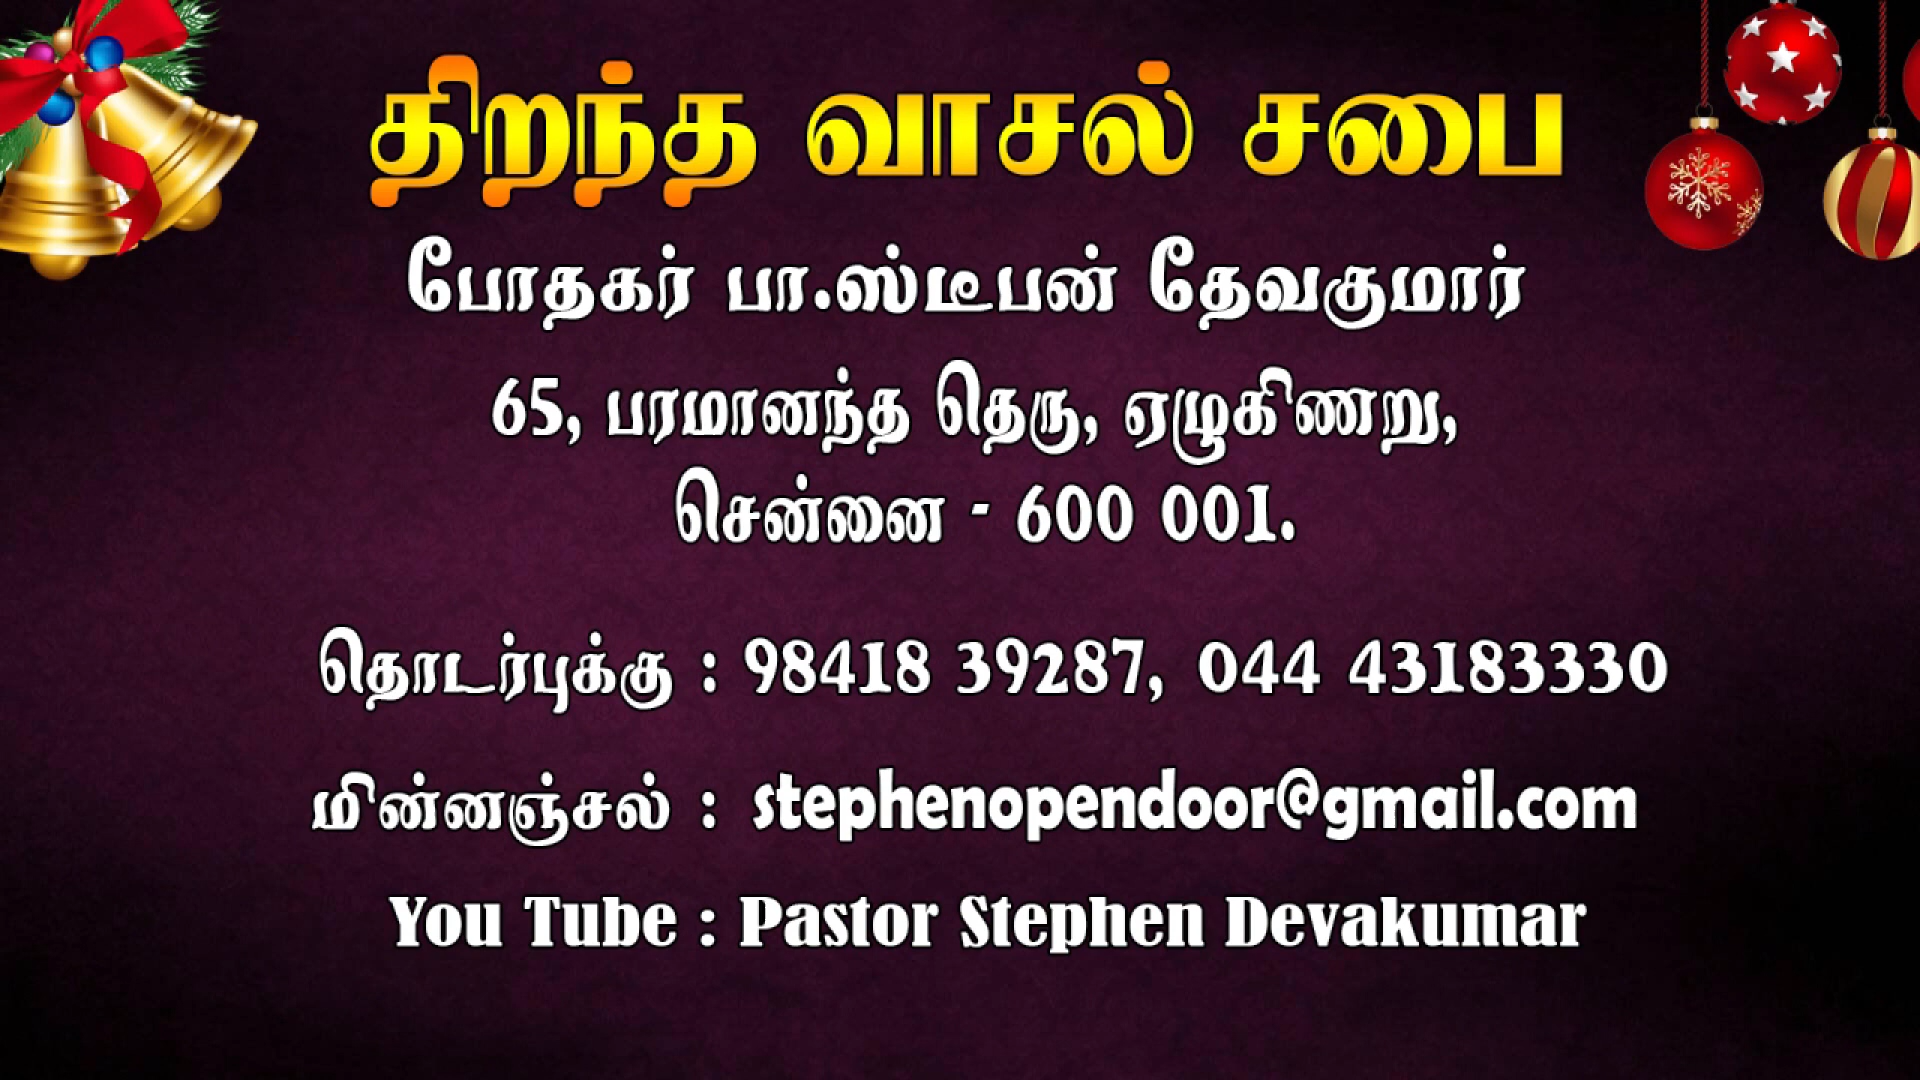 திறந்த வாசல் சபை
போதகர் பா.ஸ்டீபன் தேவகுமார்
65, பரமானந்த தெரு, ஏழுகிணறு,
சென்னை - 600 001.
தொடர்புக்கு : 98418 39287, 044 43183330
மின்னஞ்சல் : stephenopendoor@gmail.com
You Tube : Pastor Stephen Devakumar